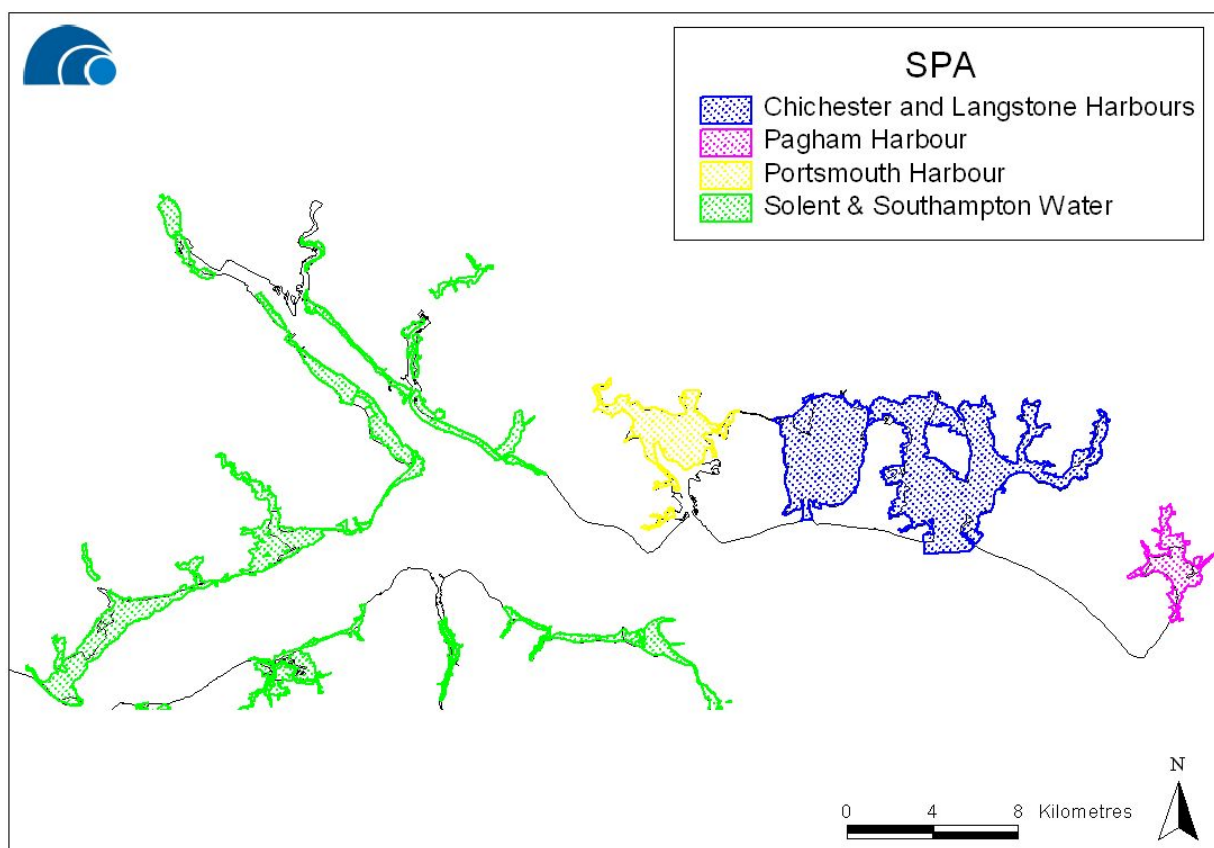 SPA
Chichester and Langstone Harbours
Pagham Harbour
Portsmouth Harbour
Solent & Southampton Water
N
0 4 8 Kilometres